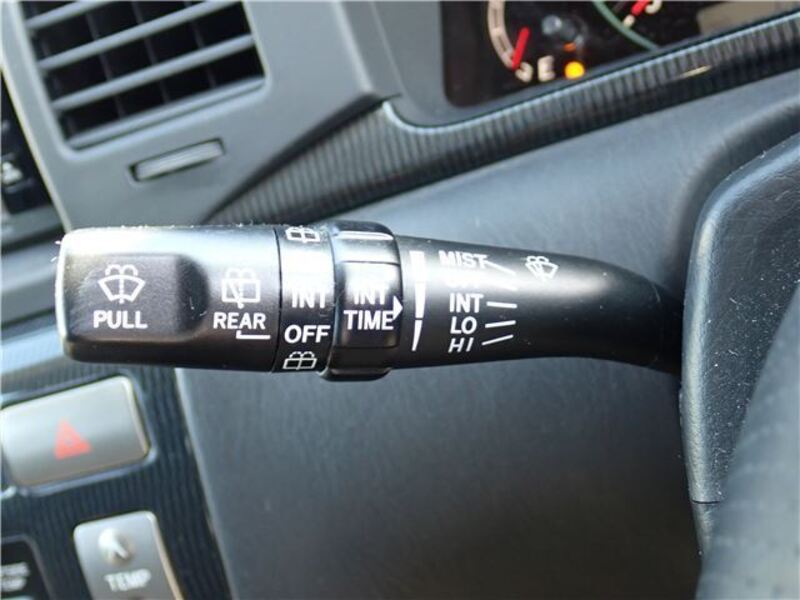 E
PULL
REAR
INT
OFF
INT
TIME
MIST
INT
LO
HI
TEMP